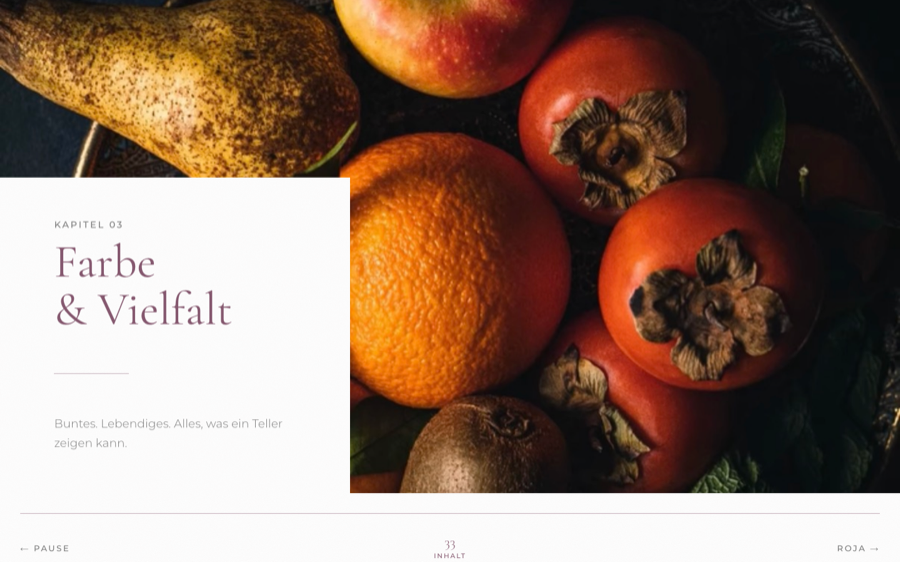 KAPITEL 03
Farbe
& Vielfalt
Buntes. Lebendiges. Alles, was ein Teller
zeigen kann.
← PAUSE
33
INHALT
ROJA →